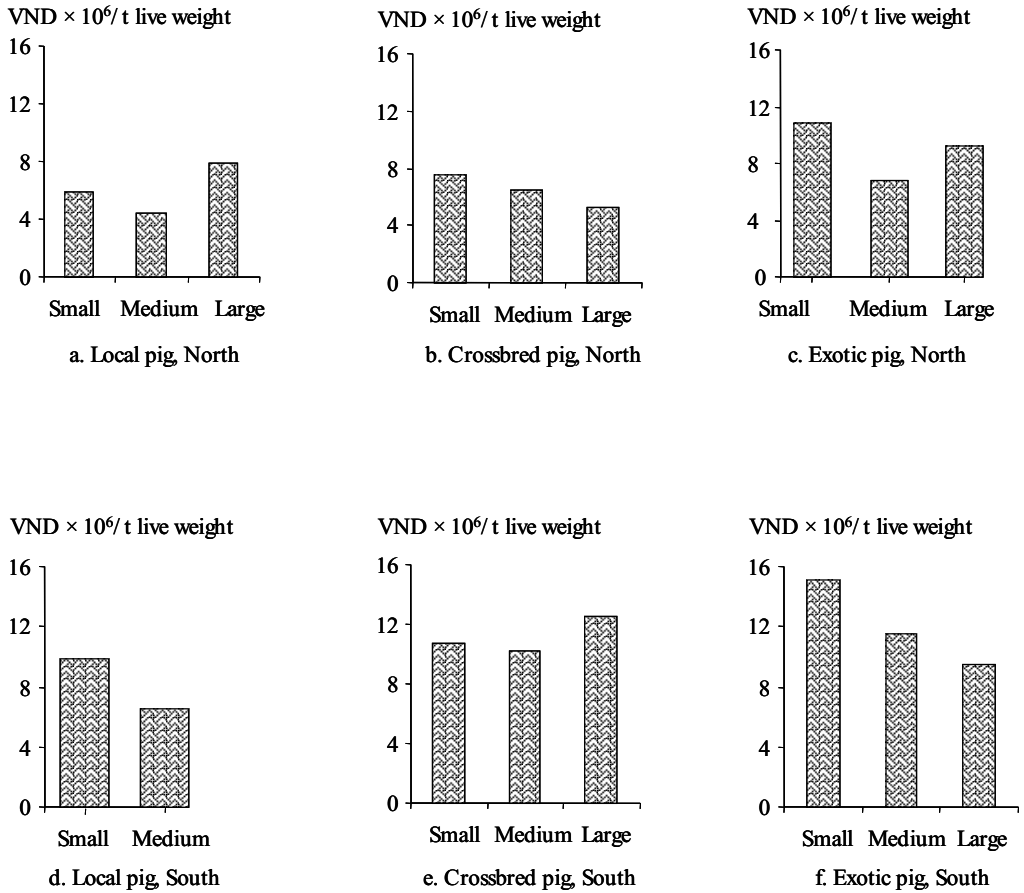 VND × 10⁶/ t live weight
16
12
8
4
0
Small Medium Large
a. Local pig, North
VND × 10⁶/ t live weight
16
12
8
4
0
Small Medium Large
b. Crossbred pig, North
VND × 10⁶/ t live weight
16
12
8
4
0
Small Medium Large
c. Exotic pig, North
VND × 10⁶/ t live weight
16
12
8
4
0
Small Medium
d. Local pig, South
VND × 10⁶/ t live weight
16
12
8
4
0
Small Medium Large
e. Crossbred pig, South
VND × 10⁶/ t live weight
16
12
8
4
0
Small Medium Large
f. Exotic pig, South